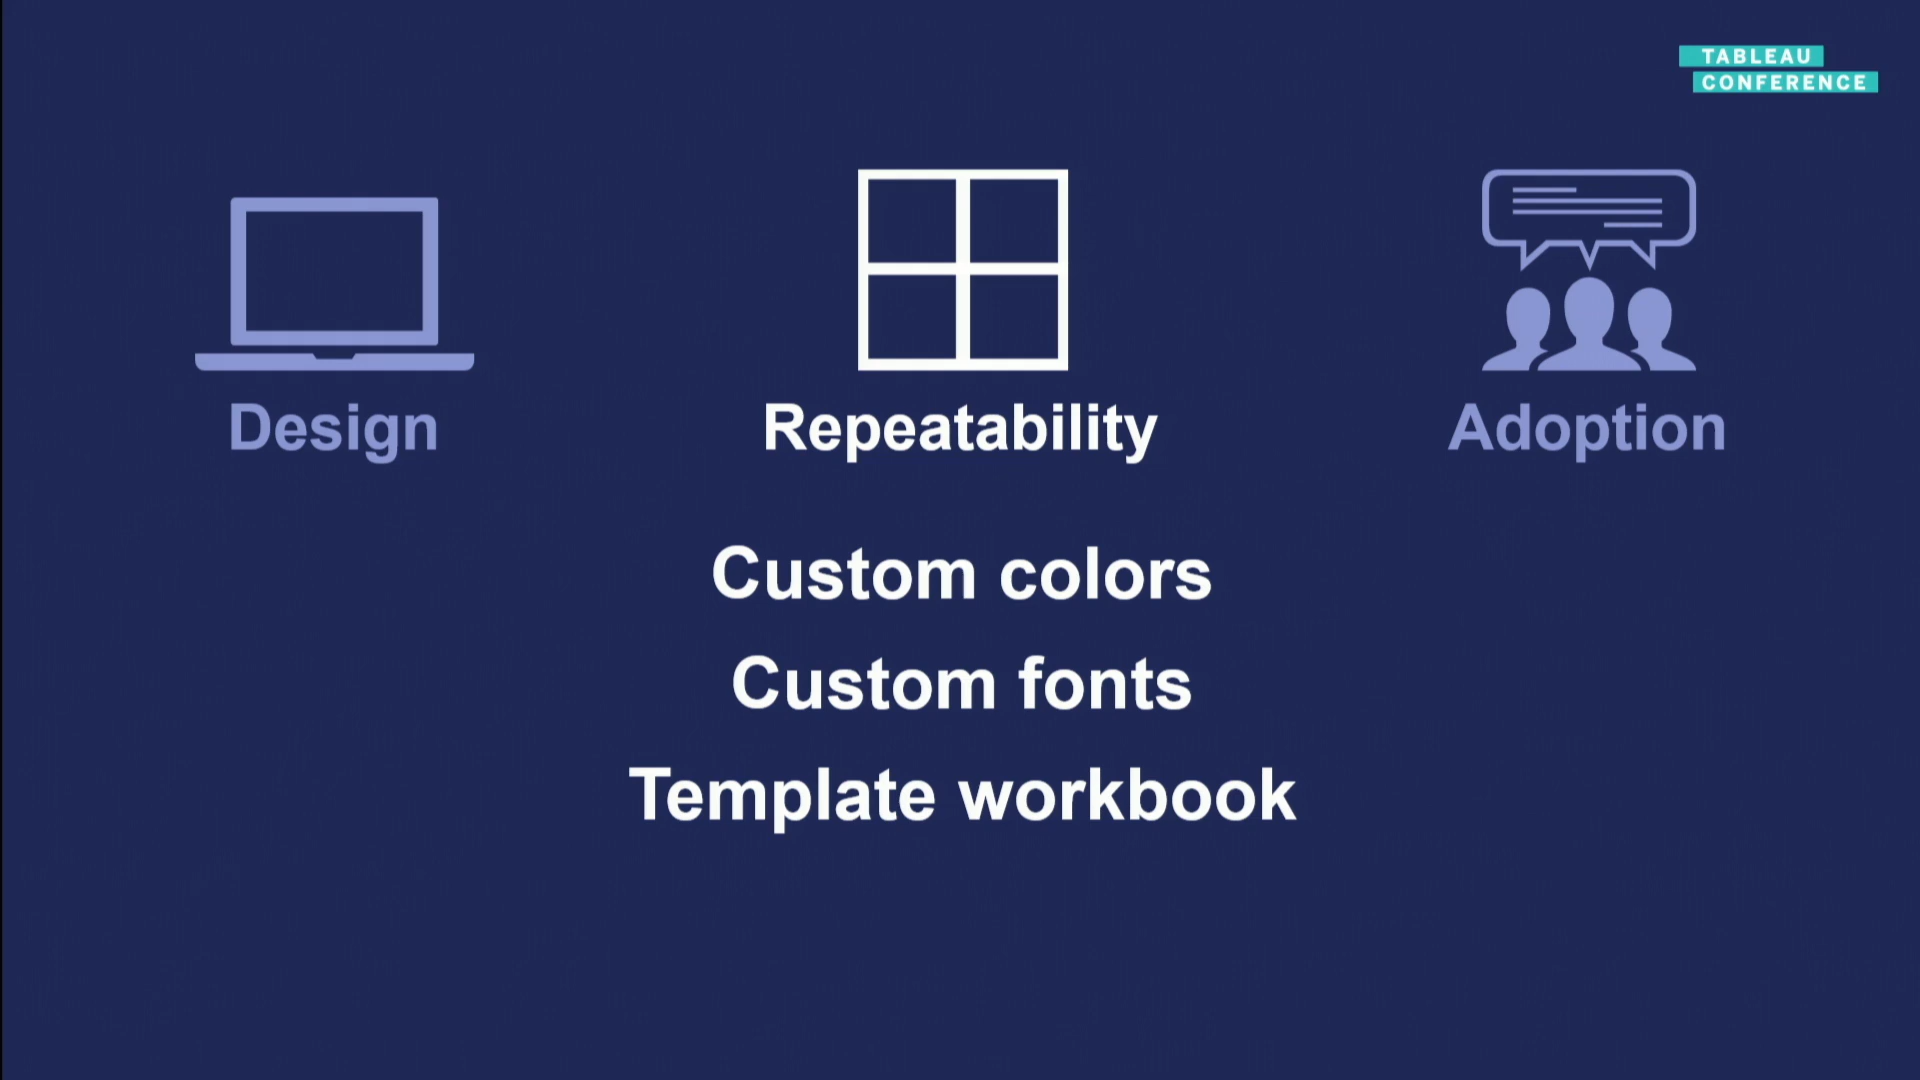 TABLEAU
CONFERENCE
Design
Repeatability
Adoption
Custom colors
Custom fonts
Template workbook